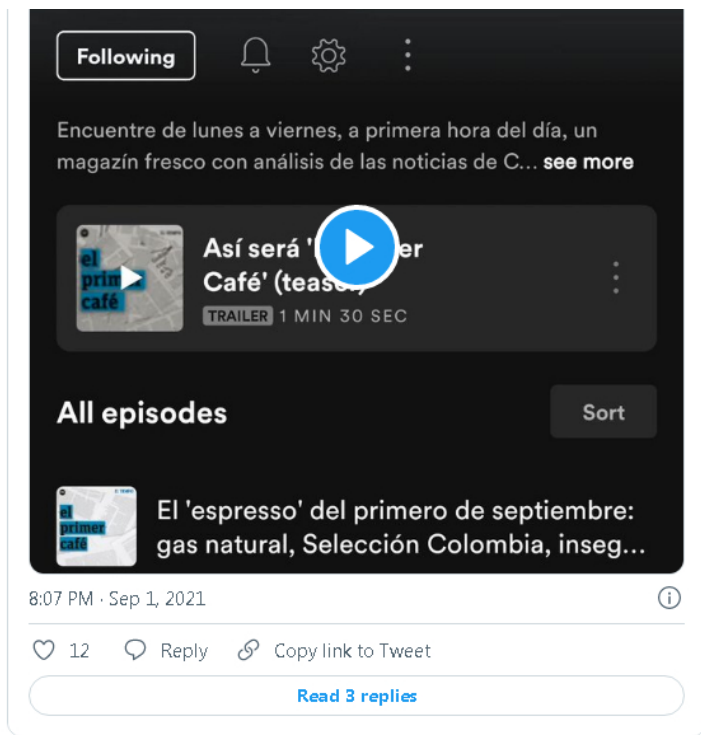 Following
Encuentre de lunes a viernes, a primera hora del día, un
magazín fresco con análisis de las noticias de C... see more
el
primer
café
Así será ' er
Café' (teaser)
TRAILER 1 MIN 30 SEC
All episodes
Sort
el
primer
café
El 'espresso' del primero de septiembre:
gas natural, Selección Colombia, inseg...
8:07 PM · Sep 1, 2021
12 Reply Copy link to Tweet
Read 3 replies